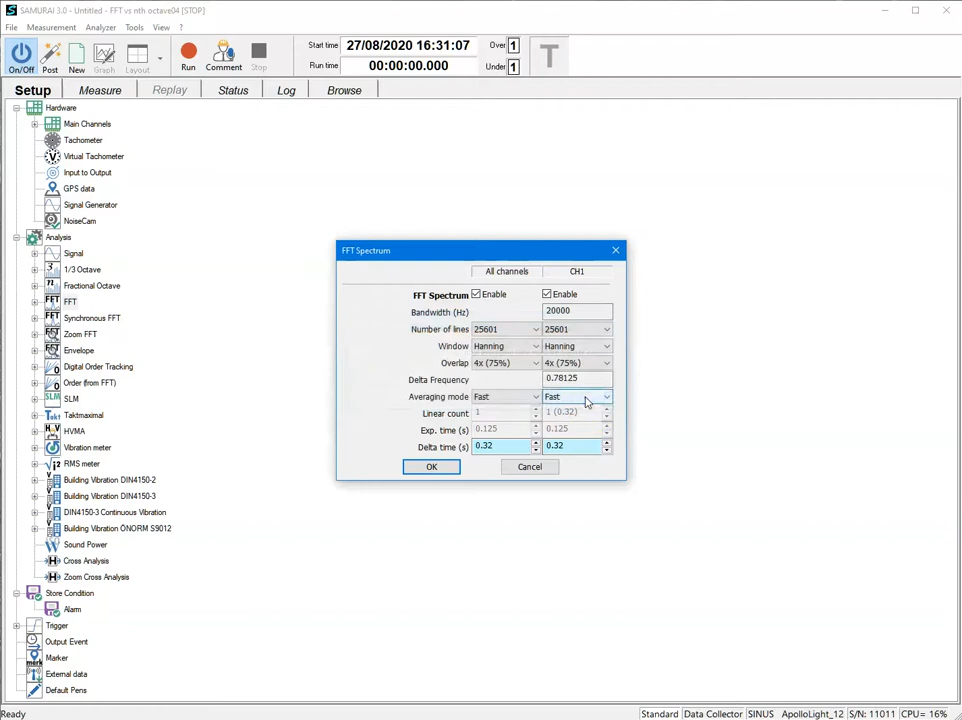 SAMURAI 3.0 - Untitled - FFT vs nth octave04 [STOP]
File Measurement Analyzer Tools View ?
On/Off Post New Graph Layout Run Comment Stop
Start time 27/08/2020 16:31:07 Over 1
Run time 00:00:00.000 Under 1
T
Setup Measure Replay Status Log Browse
Hardware
Main Channels
Tachometer
Virtual Tachometer
Input to Output
GPS data
Signal Generator
NoiseCam
Analysis
Signal
1/3 Octave
Fractional Octave
FFT
Synchronous FFT
Zoom FFT
Envelope
Digital Order Tracking
Order (from FFT)
SLM
Taktmaximal
HVMA
Vibration meter
RMS meter
Building Vibration DIN4150-2
Building Vibration DIN4150-3
DIN4150-3 Continuous Vibration
Building Vibration ÖNORM S9012
Sound Power
Cross Analysis
Zoom Cross Analysis
Store Condition
Alarm
Trigger
Output Event
Marker
External data
Default Pens
FFT Spectrum
All channels CH1
FFT Spectrum Enable Enable
Bandwidth (Hz) 20000
Number of lines 25601 25601
Window Hanning Hanning
Overlap 4x (75%) 4x (75%)
Delta Frequency 0.78125
Averaging mode Fast Fast
Linear count 1 1 (0.32)
Exp. time (s) 0.125 0.125
Delta time (s) 0.32 0.32
OK Cancel
Ready Standard Data Collector SINUS ApolloLight_12 S/N: 11011 CPU= 16%